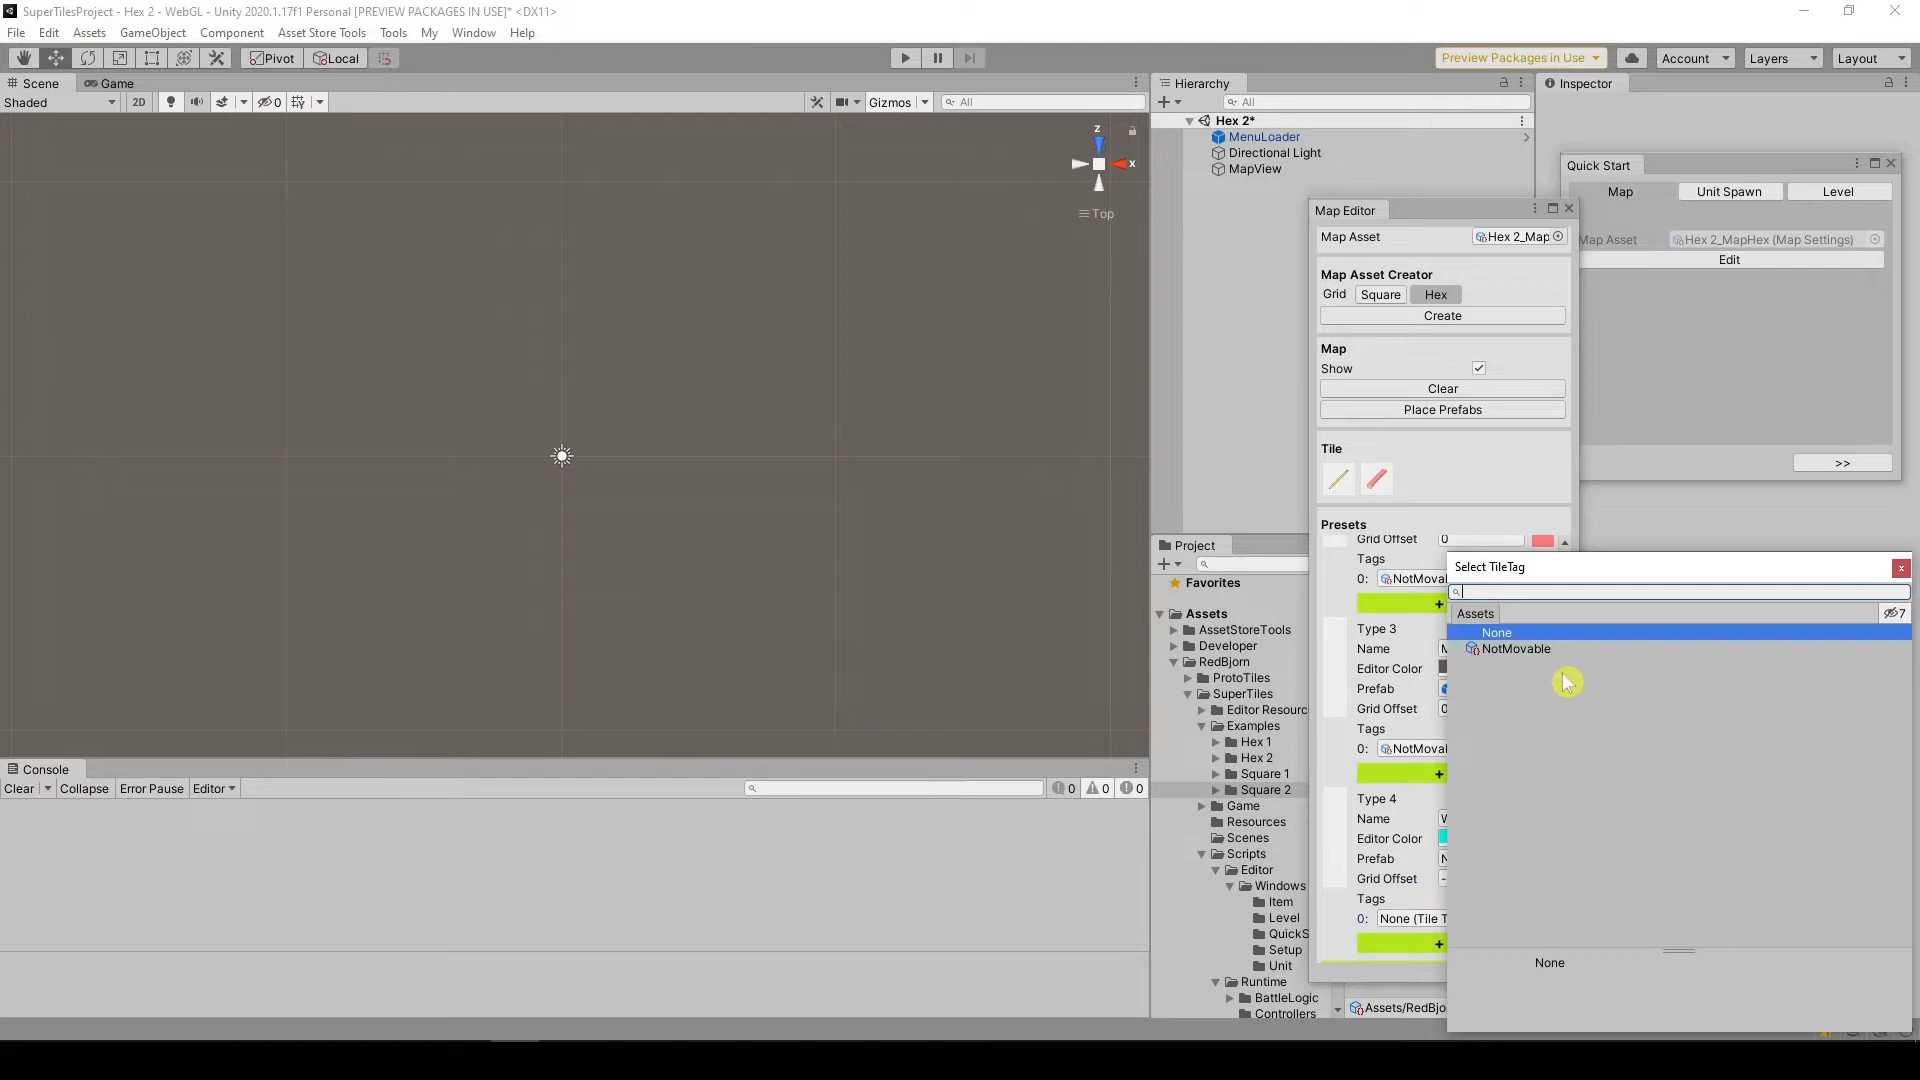 SuperTilesProject - Hex 2 - WebGL - Unity 2020.1.17f1 Personal [PREVIEW PACKAGES IN USE]* <DX11>
File Edit Assets GameObject Component Asset Store Tools Tools My Window Help
Pivot Local
Preview Packages in Use
Account
Layers
Layout
Scene
Game
Shaded
2D
0
Gizmos
All
z
x
Top
Hierarchy
All
Hex 2*
MenuLoader
Directional Light
MapView
Inspector
Quick Start
Map
Unit Spawn
Level
Map Asset
Hex 2_MapHex (Map Settings)
Edit
>>
Map Editor
Map Asset
Hex 2_Map
Map Asset Creator
Grid
Square
Hex
Create
Map
Show
Clear
Place Prefabs
Tile
Presets
Grid Offset
0
Tags
0:
NotMoval
+
Type 3
Name
Editor Color
Prefab
Grid Offset
0
Tags
0:
NotMoval
+
Type 4
Name
Editor Color
Prefab
Grid Offset
-
Tags
0:
None (Tile T
+
Select TileTag
Assets
7
None
NotMovable
None
Project
Favorites
Assets
AssetStoreTools
Developer
RedBjorn
ProtoTiles
SuperTiles
Editor Resourc
Examples
Hex 1
Hex 2
Square 1
Square 2
Game
Resources
Scenes
Scripts
Editor
Windows
Item
Level
QuickS
Setup
Unit
Runtime
BattleLogic
Controllers
Assets/RedBjo
Console
Clear
Collapse
Error Pause
Editor
0
0
0